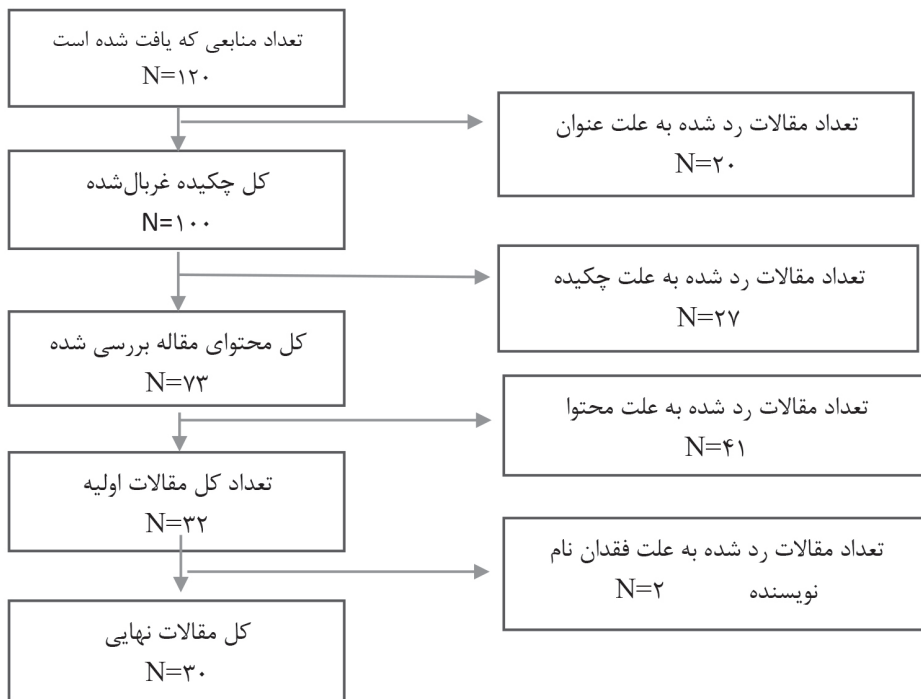 تعداد منابعی که یافت شده است
N=۱۲۰
تعداد مقالات رد شده به علت عنوان
N=۲۰
کل چکیده غربال‌شده
N=۱۰۰
تعداد مقالات رد شده به علت چکیده
N=۲۷
کل محتوای مقاله بررسی شده
N=۷۳
تعداد مقالات رد شده به علت محتوا
N=۴۱
تعداد کل مقالات اولیه
N=۳۲
تعداد مقالات رد شده به علت فقدان نام
نویسنده N=۲
کل مقالات نهایی
N=۳۰